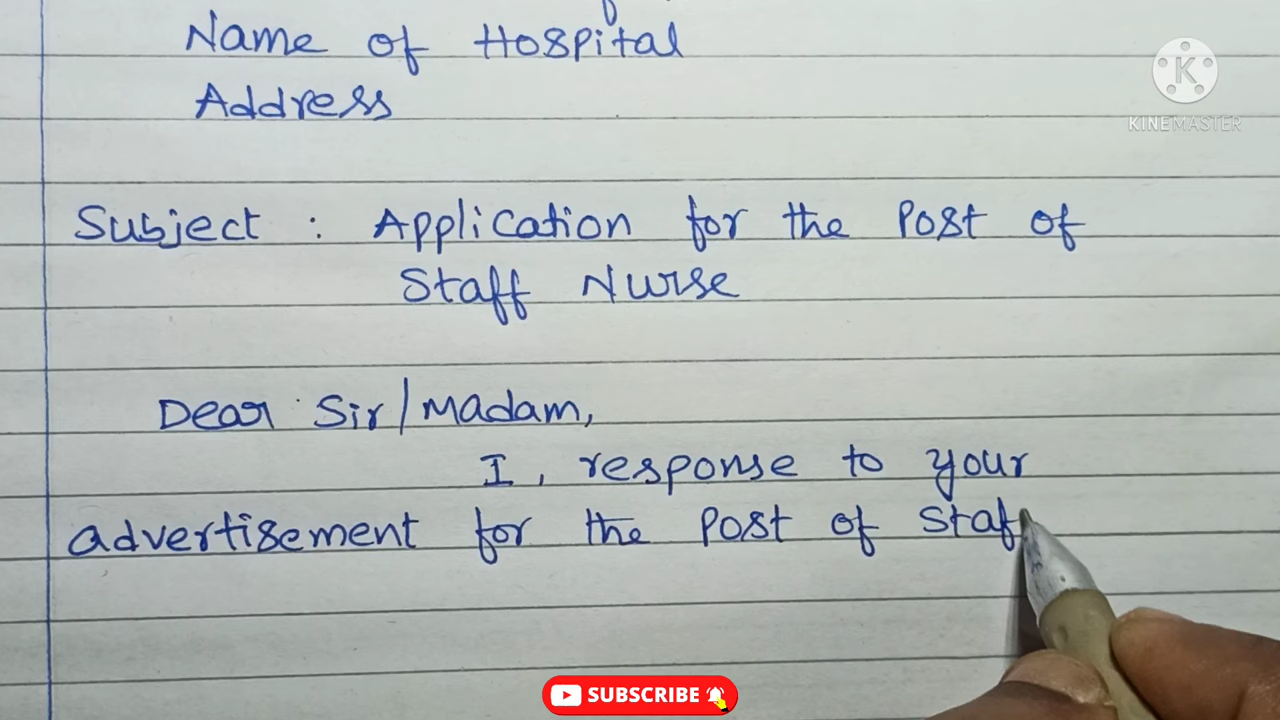 Name of Hospital
Address
K
KINEMASTER
Subject : Application for the Post of
Staff Nurse
Dear Sir/Madam,
I, response to your
advertisement for the Post of Staf
SUBSCRIBE